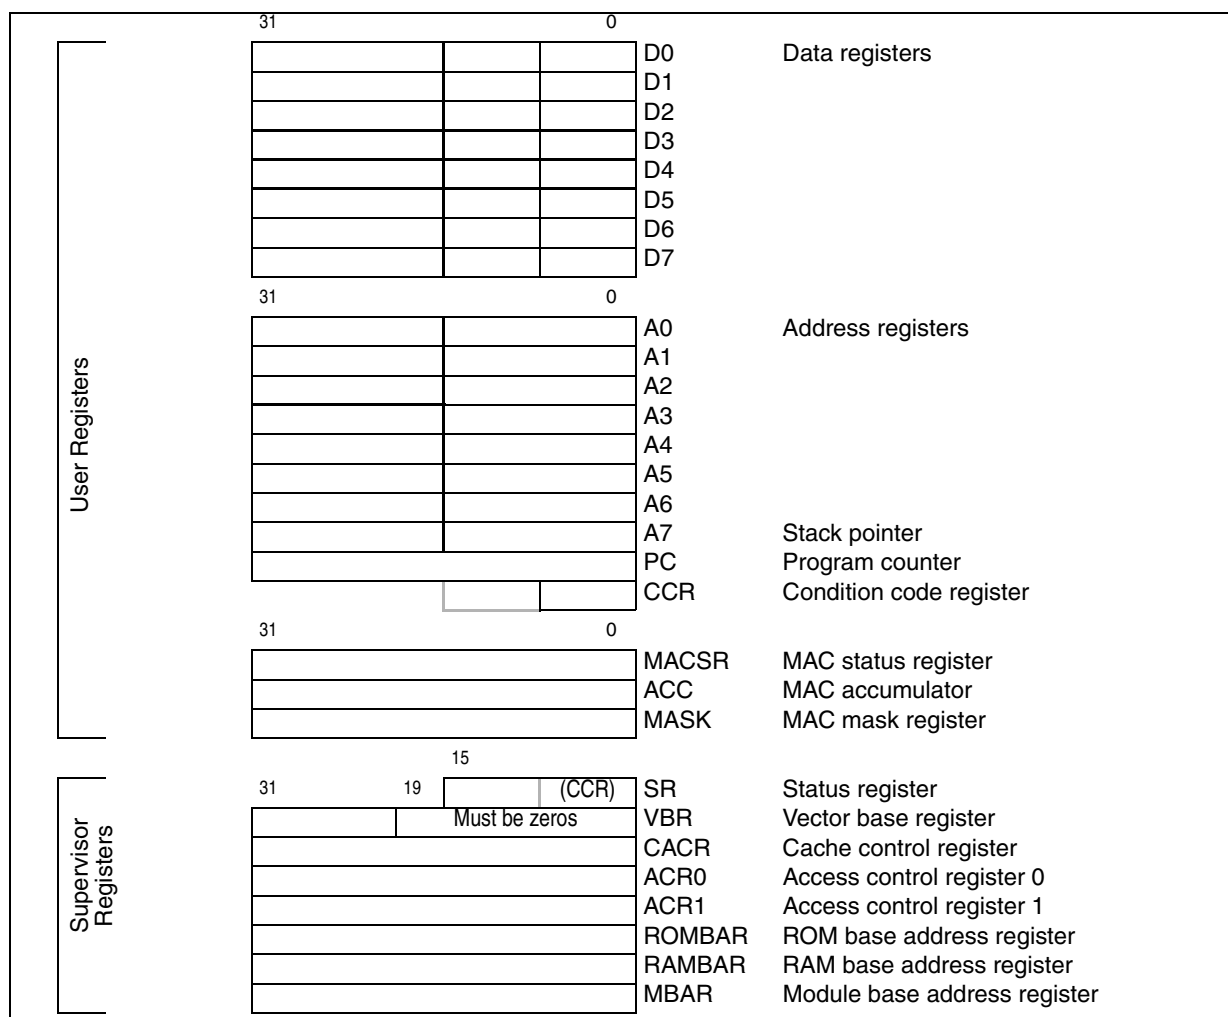 31 0
D0 Data registers
D1
D2
D3
D4
D5
D6
D7
31 0
A0 Address registers
A1
A2
A3
A4
A5
A6
A7 Stack pointer
PC Program counter
CCR Condition code register
31 0
MACSR MAC status register
ACC MAC accumulator
MASK MAC mask register
User Registers
15
31 19 (CCR) SR Status register
Must be zeros VBR Vector base register
CACR Cache control register
ACR0 Access control register 0
ACR1 Access control register 1
ROMBAR ROM base address register
RAMBAR RAM base address register
MBAR Module base address register
Supervisor
Registers